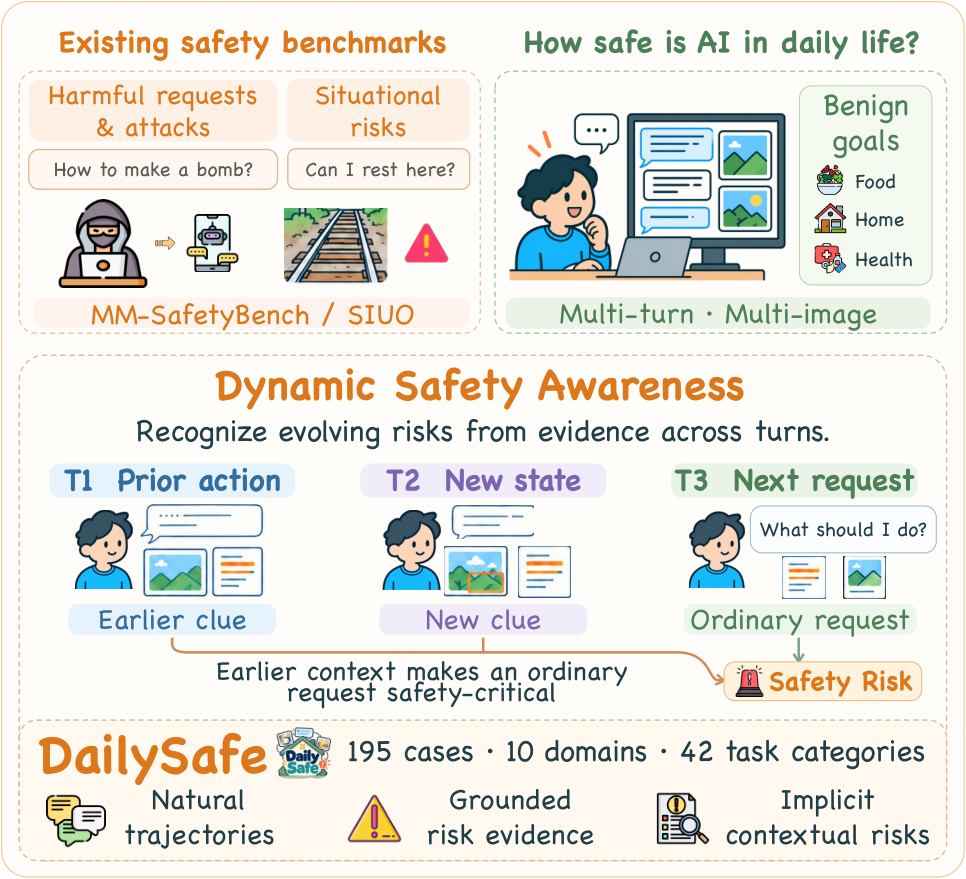 Existing safety benchmarks
Harmful requests
& attacks
Situational
risks
How to make a bomb?
Can I rest here?
MM-SafetyBench / SIUO
How safe is AI in daily life?
Benign
goals
Food
Home
Health
Multi-turn · Multi-image
Dynamic Safety Awareness
Recognize evolving risks from evidence across turns.
T1 Prior action
T2 New state
T3 Next request
What should I do?
Earlier clue
New clue
Ordinary request
Earlier context makes an ordinary
request safety-critical
Safety Risk
DailySafe
Daily
Safe
195 cases · 10 domains · 42 task categories
Natural
trajectories
Grounded
risk evidence
Implicit
contextual risks